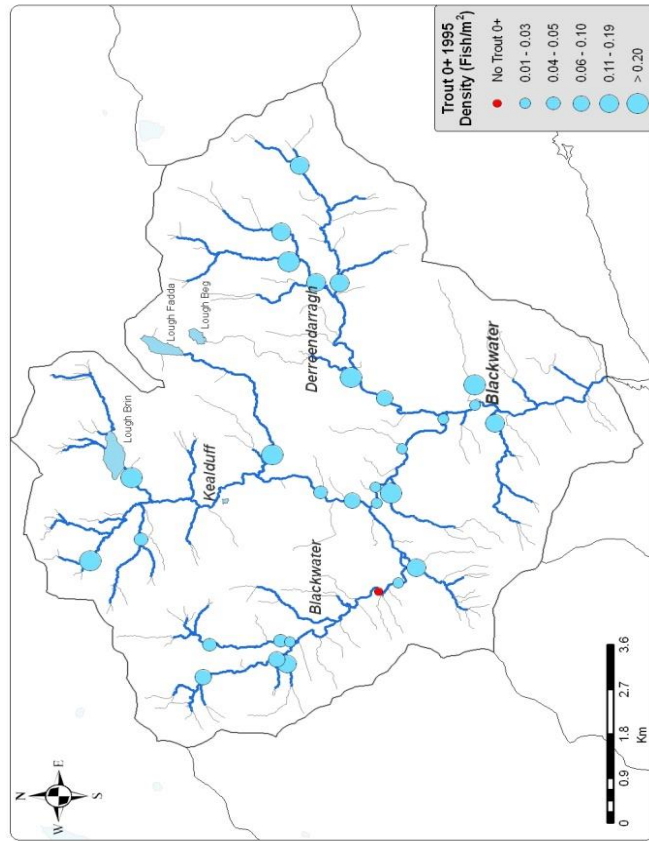 N
W E
S
Lough Brin
Lough Fadda
Lough Beg
Kealduff
Blackwater
Derreendarragh
Blackwater
0 0.9 1.8 2.7 3.6
Km
Trout 0+ 1995
Density (Fish/m²)
No Trout 0+
0.01 - 0.03
0.04 - 0.05
0.06 - 0.10
0.11 - 0.19
> 0.20